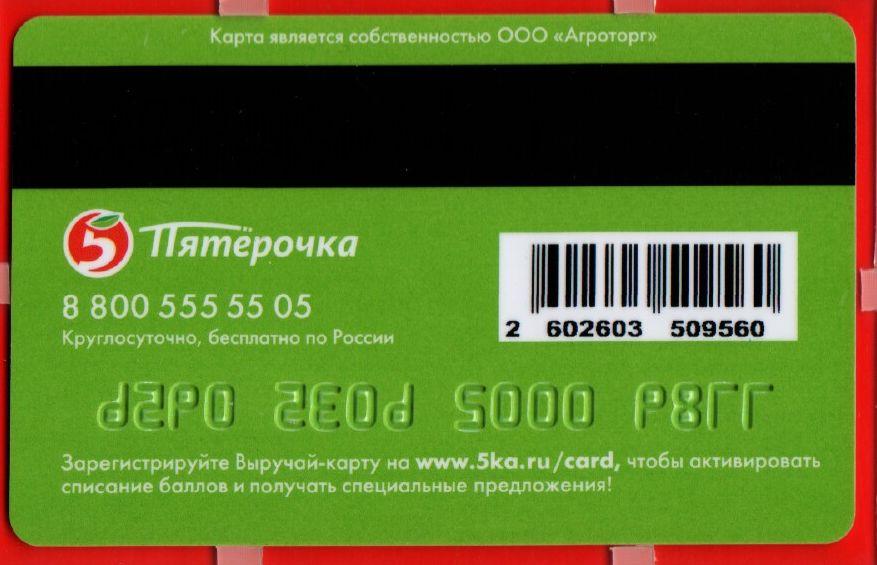 Карта является собственностью ООО «Агроторг»
5 Пятёрочка
8 800 555 55 05
Круглосуточно, бесплатно по России
2 602603 509560
Зарегистрируйте Выручай-карту на www.5ka.ru/card, чтобы активировать
списание баллов и получать специальные предложения!